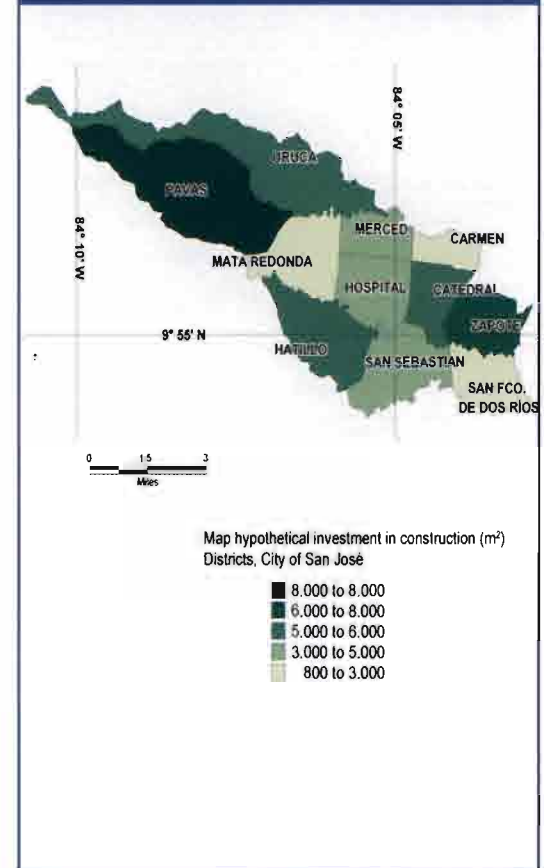 84° 05' W
URUCA
PAVAS
84° 10' W
MERCED
CARMEN
MATA REDONDA
HOSPITAL
CATEDRAL
ZAPOTE
9° 55' N
HATILLO
SAN SEBASTIAN
SAN FCO.
DE DOS RÍOS
0 1.5 3
Miles
Map hypothetical investment in construction (m²)
Districts, City of San José
8.000 to 8.000
6.000 to 8.000
5.000 to 6.000
3.000 to 5.000
800 to 3.000